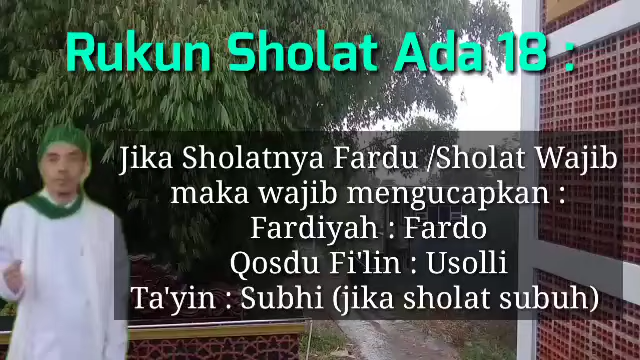 Rukun Sholat Ada 18 :
Jika Sholatnya Fardu /Sholat Wajib
maka wajib mengucapkan :
Fardiyah : Fardo
Qosdu Fi'lin : Usolli
Ta'yin : Subhi (jika sholat subuh)